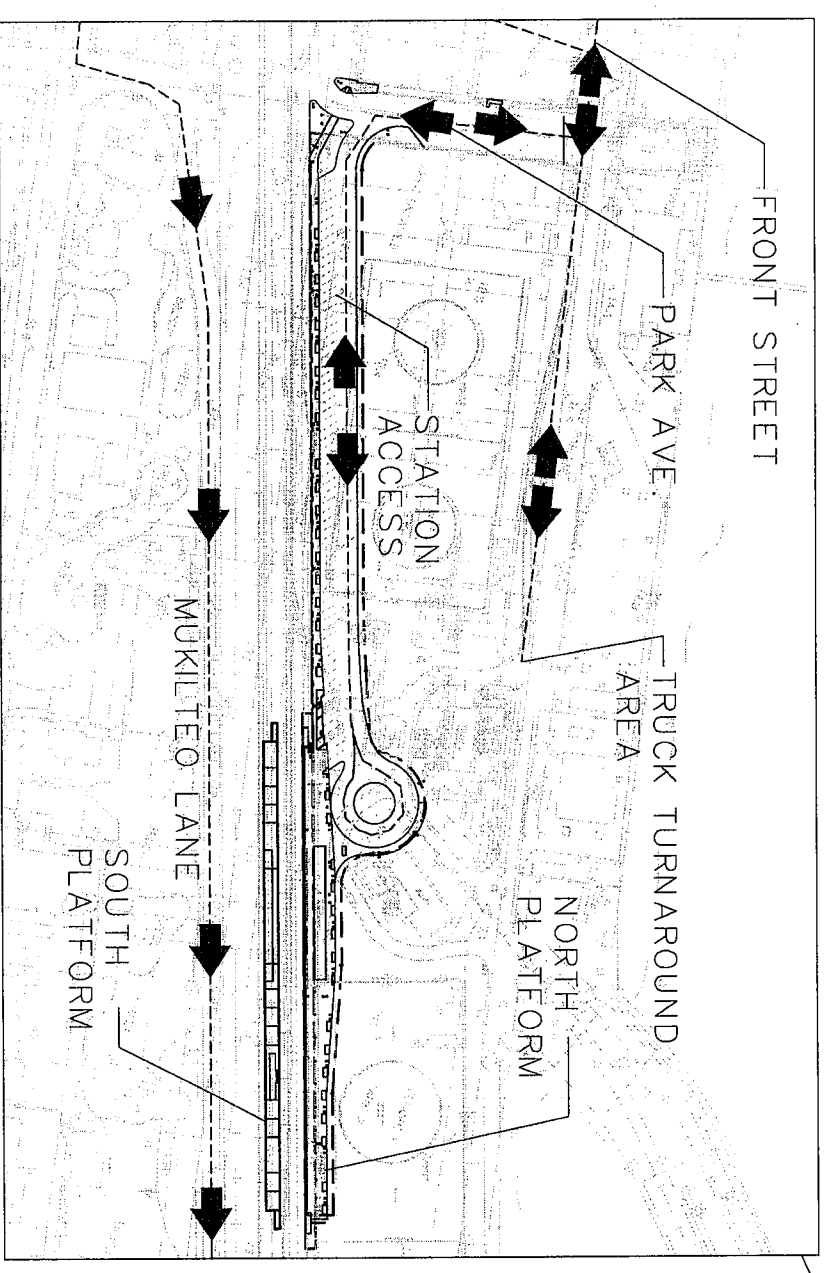 FRONT STREET
PARK AVE.
STATION
ACCESS
TRUCK TURNAROUND
AREA
MUKILTEO LANE
NORTH
PLATFORM
SOUTH
PLATFORM